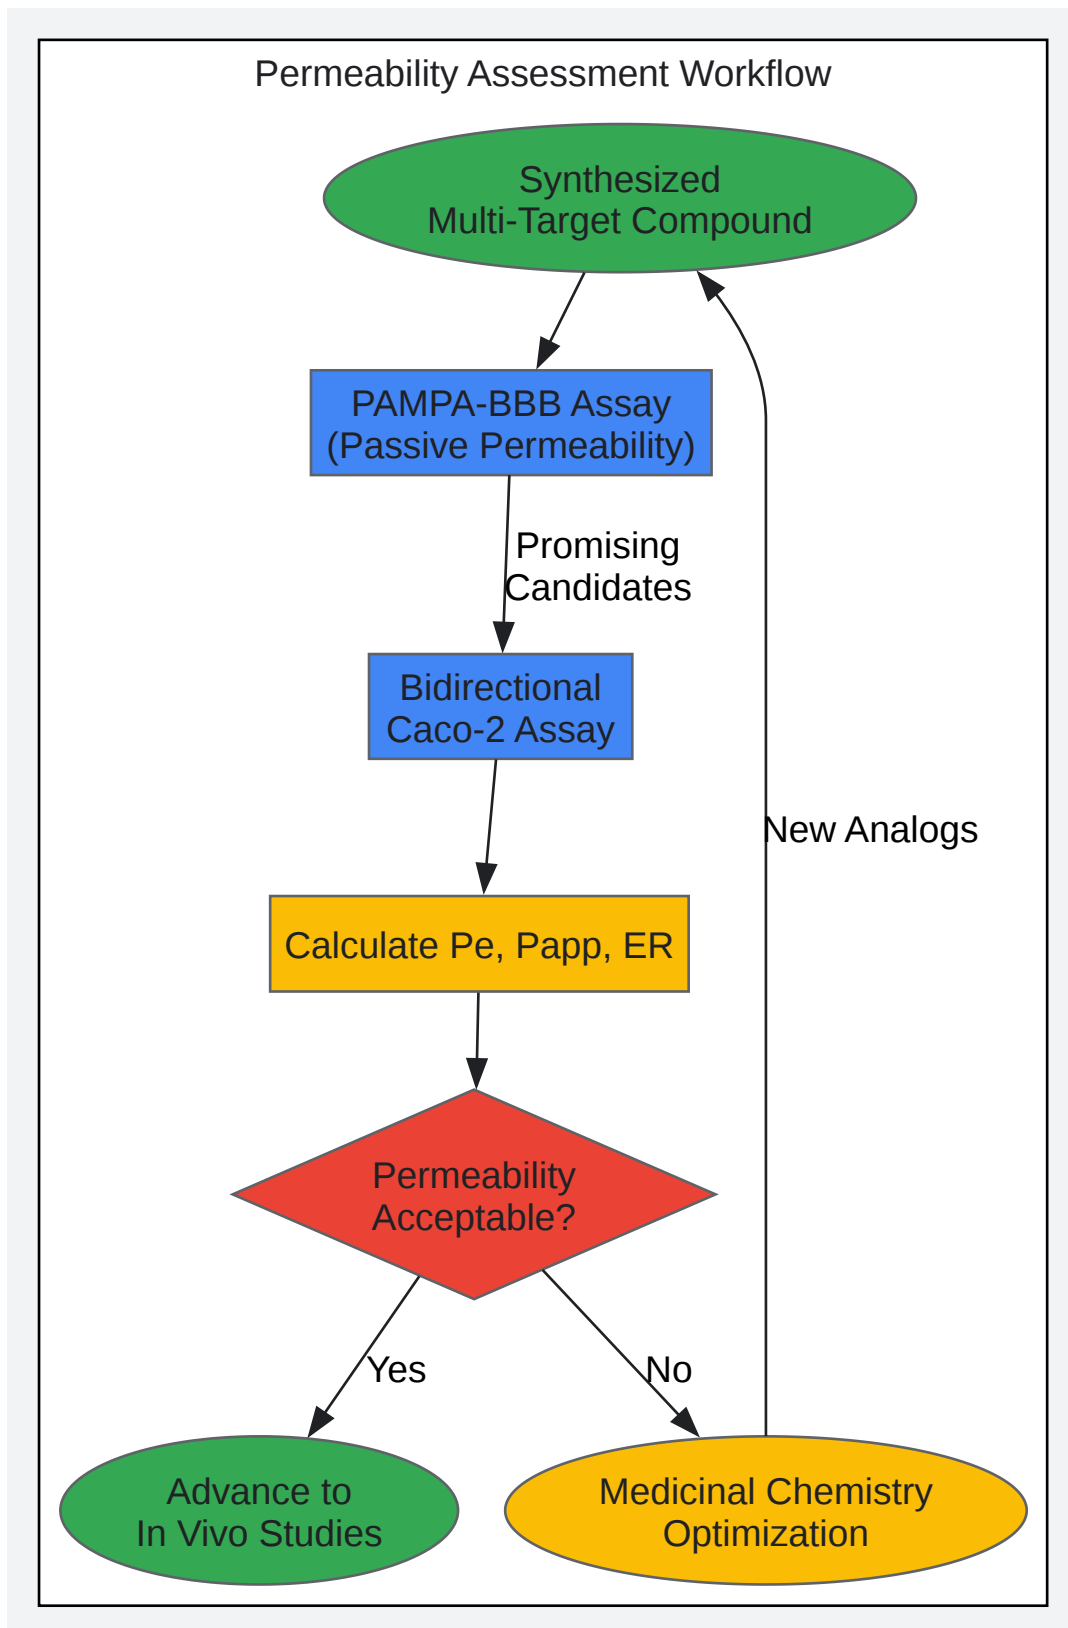 Permeability Assessment Workflow
Synthesized
Multi-Target Compound
PAMPA-BBB Assay
(Passive Permeability)
Promising
Candidates
Bidirectional
Caco-2 Assay
New Analogs
Calculate Pe, Papp, ER
Permeability
Acceptable?
Yes
No
Advance to
In Vivo Studies
Medicinal Chemistry
Optimization